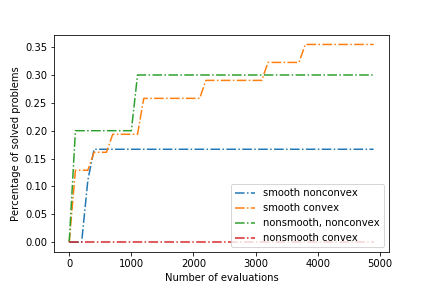 0.35
0.30
0.25
0.20
0.15
0.10
0.05
0.00
Percentage of solved problems
smooth nonconvex
smooth convex
nonsmooth, nonconvex
nonsmooth convex
0 1000 2000 3000 4000 5000
Number of evaluations